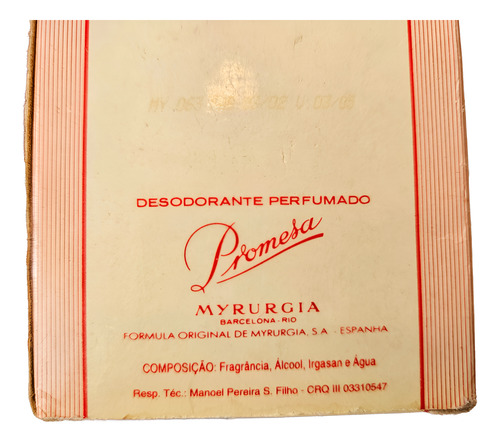 MY
DESODORANTE PERFUMADO
Promesa
MYRURGIA
BARCELONA - RIO
FORMULA ORIGINAL DE MYRURGIA, S.A. - ESPANHA
COMPOSIÇÃO: Fragrância, Álcool, Irgasan e Água
Resp. Téc.: Manoel Pereira S. Filho - CRQ III 03310547